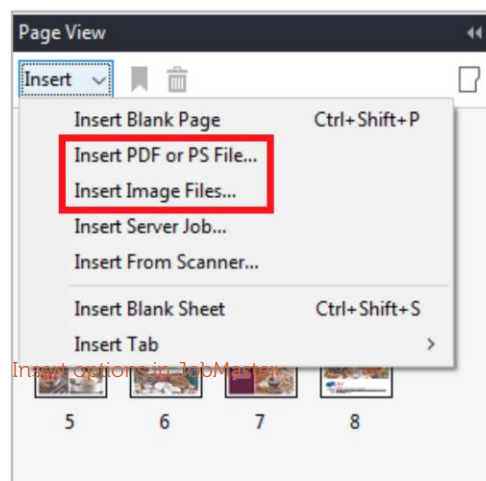 Page View
Insert
Insert Blank Page Ctrl+Shift+P
Insert PDF or PS File...
Insert Image Files...
Insert Server Job...
Insert From Scanner...
Insert Blank Sheet Ctrl+Shift+S
Insert Tab
Insert options in JobMaster
5 6 7 8